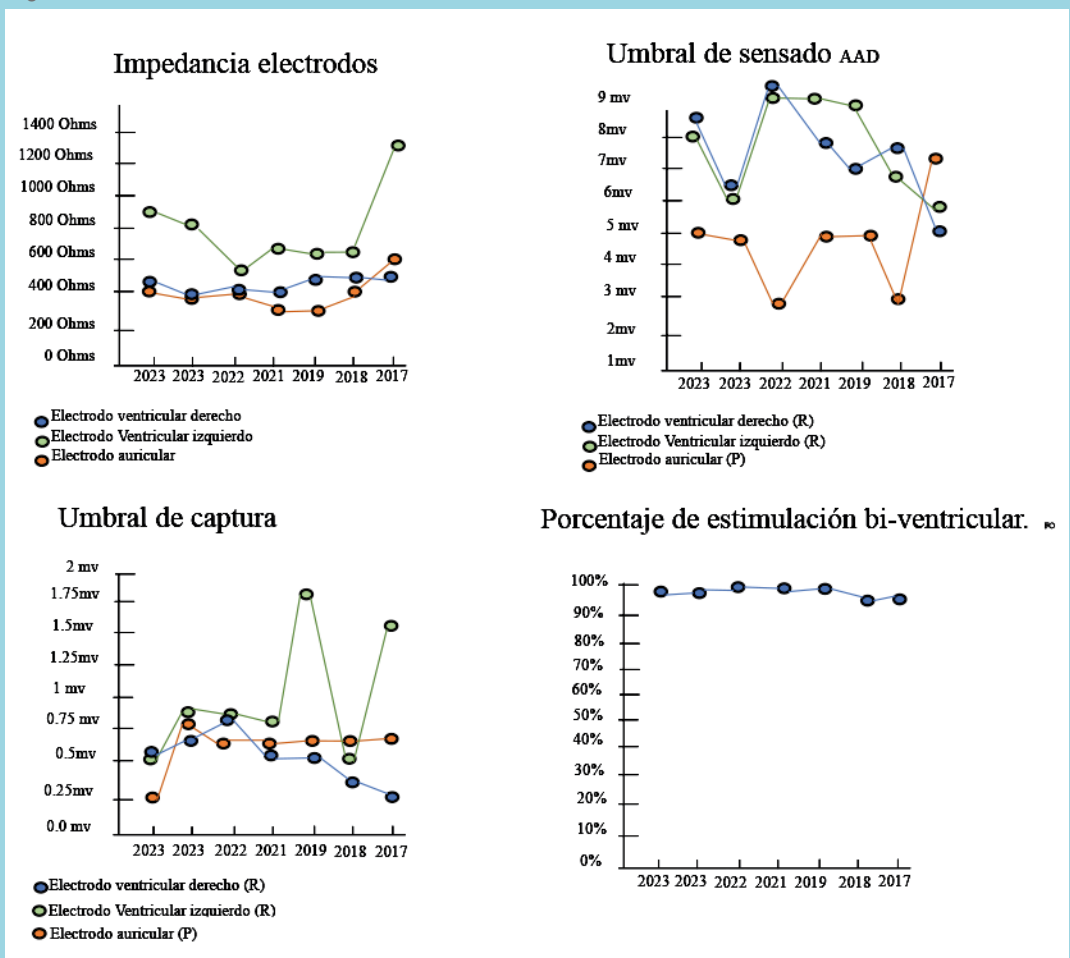 Impedancia electrodos
1400 Ohms
1200 Ohms
1000 Ohms
800 Ohms
600 Ohms
400 Ohms
200 Ohms
0 Ohms
2023 2023 2022 2021 2019 2018 2017
Electrodo ventricular derecho
Electrodo Ventricular izquierdo
Electrodo auricular
Umbral de sensado AAD
9 mv
8mv
7mv
6mv
5 mv
4 mv
3 mv
2mv
1mv
2023 2023 2022 2021 2019 2018 2017
Electrodo ventricular derecho (R)
Electrodo Ventricular izquierdo (R)
Electrodo auricular (P)
Umbral de captura
2 mv
1.75mv
1.5mv
1.25mv
1 mv
0.75 mv
0.5mv
0.25mv
0.0 mv
2023 2023 2022 2021 2019 2018 2017
Electrodo ventricular derecho (R)
Electrodo Ventricular izquierdo (R)
Electrodo auricular (P)
Porcentaje de estimulación bi-ventricular.
100%
90%
80%
70%
60%
50%
40%
30%
20%
10%
0%
2023 2023 2022 2021 2019 2018 2017